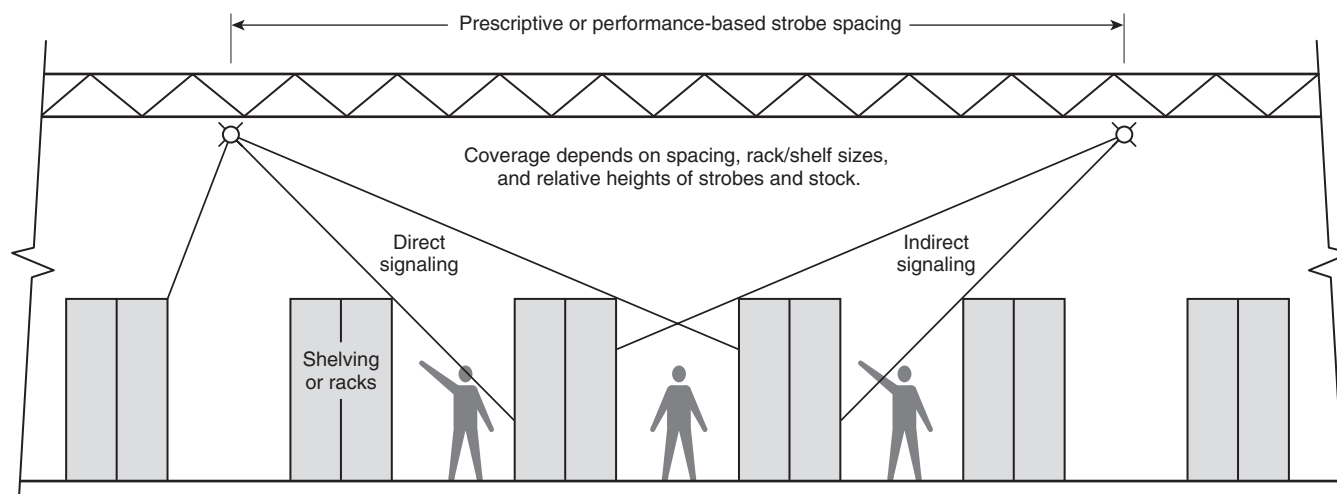 Prescriptive or performance-based strobe spacing
Coverage depends on spacing, rack/shelf sizes,
and relative heights of strobes and stock.
Direct
signaling
Indirect
signaling
Shelving
or racks